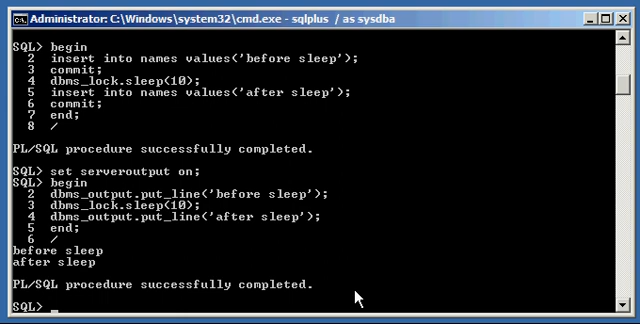 Administrator: C:\Windows\system32\cmd.exe - sqlplus / as sysdba
SQL> begin
2 insert into names values('before sleep');
3 commit;
4 dbms_lock.sleep(10);
5 insert into names values('after sleep');
6 commit;
7 end;
8 /
PL/SQL procedure successfully completed.
SQL> set serveroutput on;
SQL> begin
2 dbms_output.put_line('before sleep');
3 dbms_lock.sleep(10);
4 dbms_output.put_line('after sleep');
5 end;
6 /
before sleep
after sleep
PL/SQL procedure successfully completed.
SQL> _